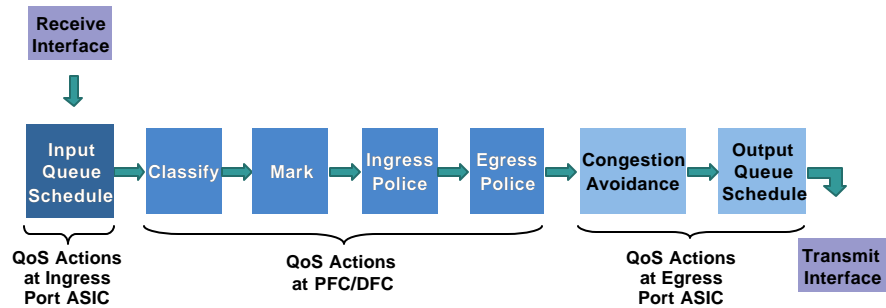 Receive
Interface
Input
Queue
Schedule
Classify
Mark
Ingress
Police
Egress
Police
Congestion
Avoidance
Output
Queue
Schedule
QoS Actions
at Ingress
Port ASIC
QoS Actions
at PFC/DFC
QoS Actions
at Egress
Port ASIC
Transmit
Interface